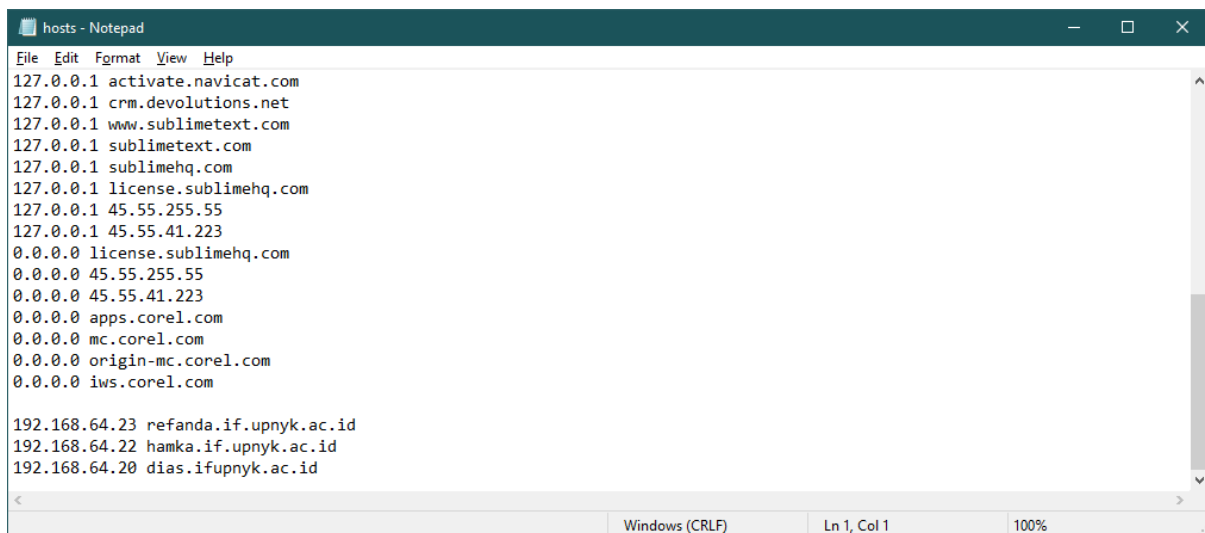 hosts - Notepad
File Edit Format View Help
127.0.0.1 activate.navicat.com
127.0.0.1 crm.devolutions.net
127.0.0.1 www.sublimetext.com
127.0.0.1 sublimetext.com
127.0.0.1 sublimehq.com
127.0.0.1 license.sublimehq.com
127.0.0.1 45.55.255.55
127.0.0.1 45.55.41.223
0.0.0.0 license.sublimehq.com
0.0.0.0 45.55.255.55
0.0.0.0 45.55.41.223
0.0.0.0 apps.corel.com
0.0.0.0 mc.corel.com
0.0.0.0 origin-mc.corel.com
0.0.0.0 iws.corel.com
192.168.64.23 refanda.if.upnyk.ac.id
192.168.64.22 hamka.if.upnyk.ac.id
192.168.64.20 dias.ifupnyk.ac.id
Windows (CRLF) Ln 1, Col 1 100%